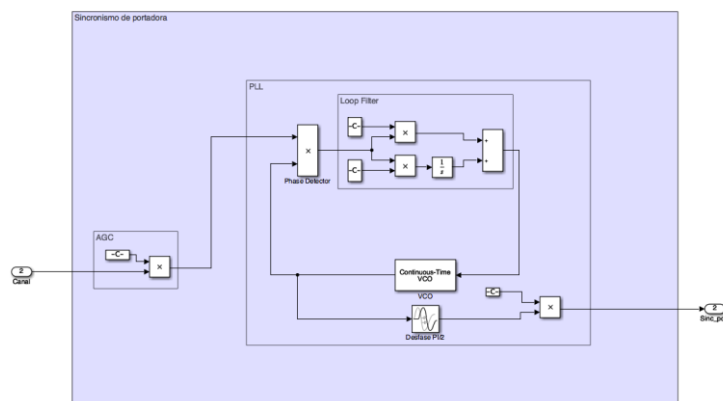 Sincronismo de portadora
PLL
Loop Filter
-C-
×
×
-C-
×
1
s
+
+
Phase Detector
AGC
-C-
×
2
Canal
Continuous-Time
VCO
VCO
-C-
×
Desfase PI/2
2